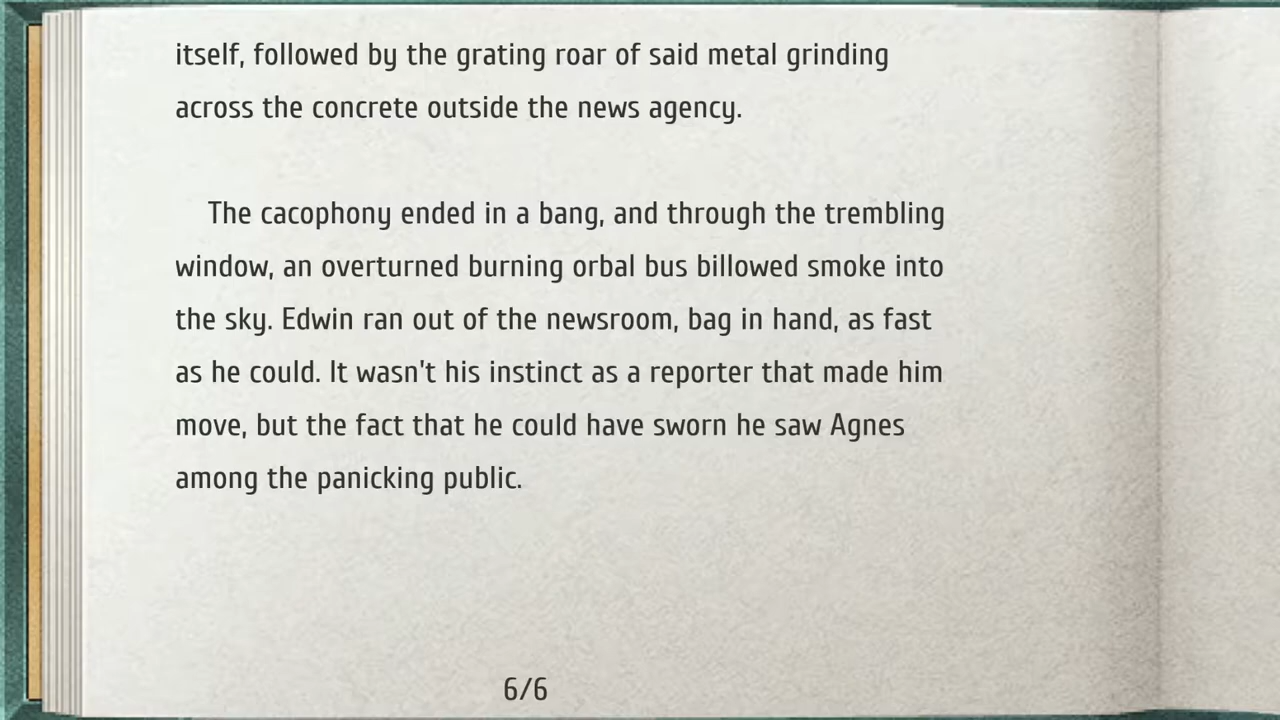 itself, followed by the grating roar of said metal grinding
across the concrete outside the news agency.
The cacophony ended in a bang, and through the trembling
window, an overturned burning orbal bus billowed smoke into
the sky. Edwin ran out of the newsroom, bag in hand, as fast
as he could. It wasn't his instinct as a reporter that made him
move, but the fact that he could have sworn he saw Agnes
among the panicking public.
6/6